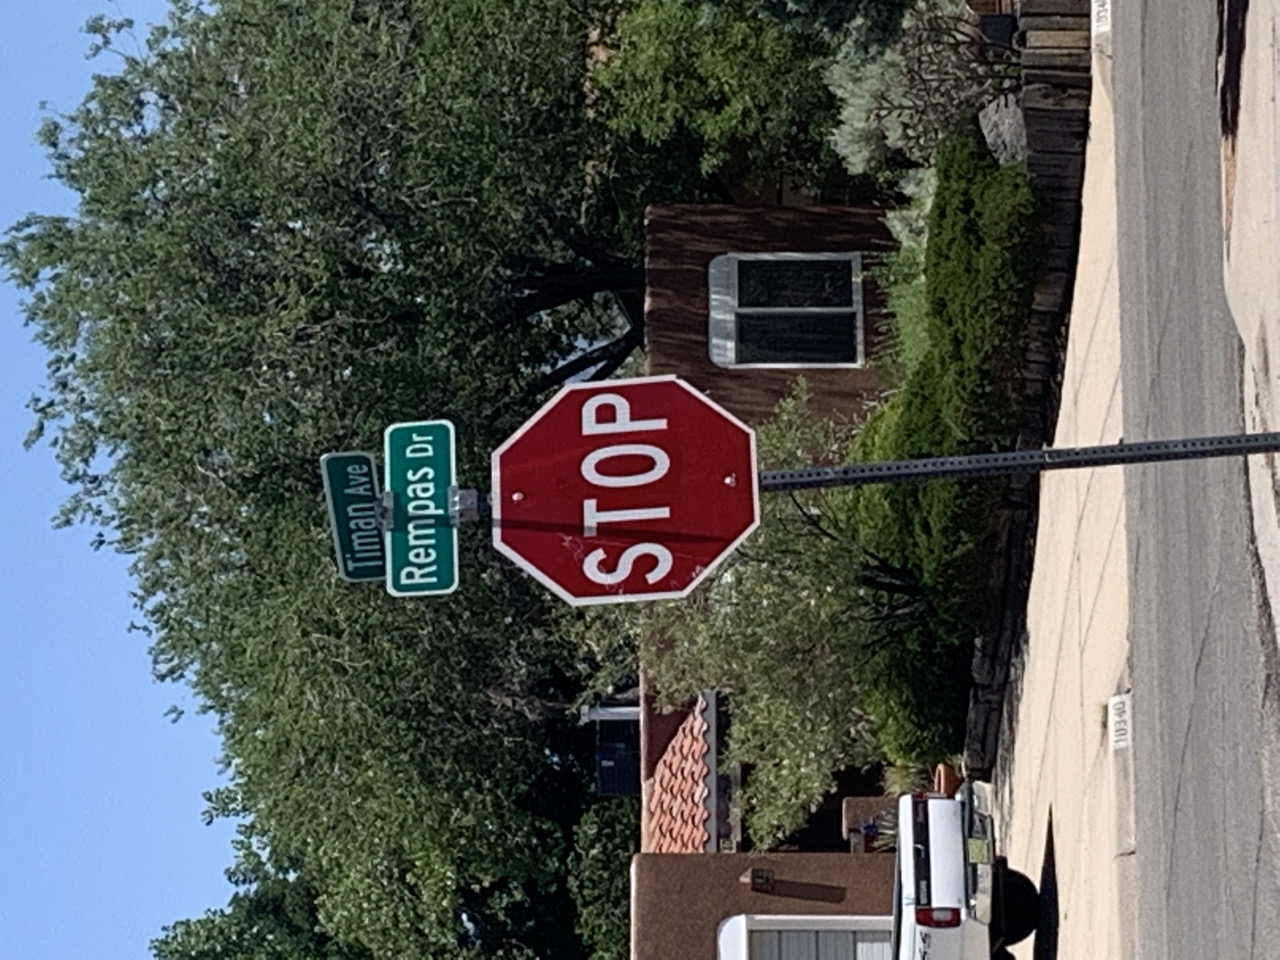 Timan Ave
Rempas Dr
STOP
10340